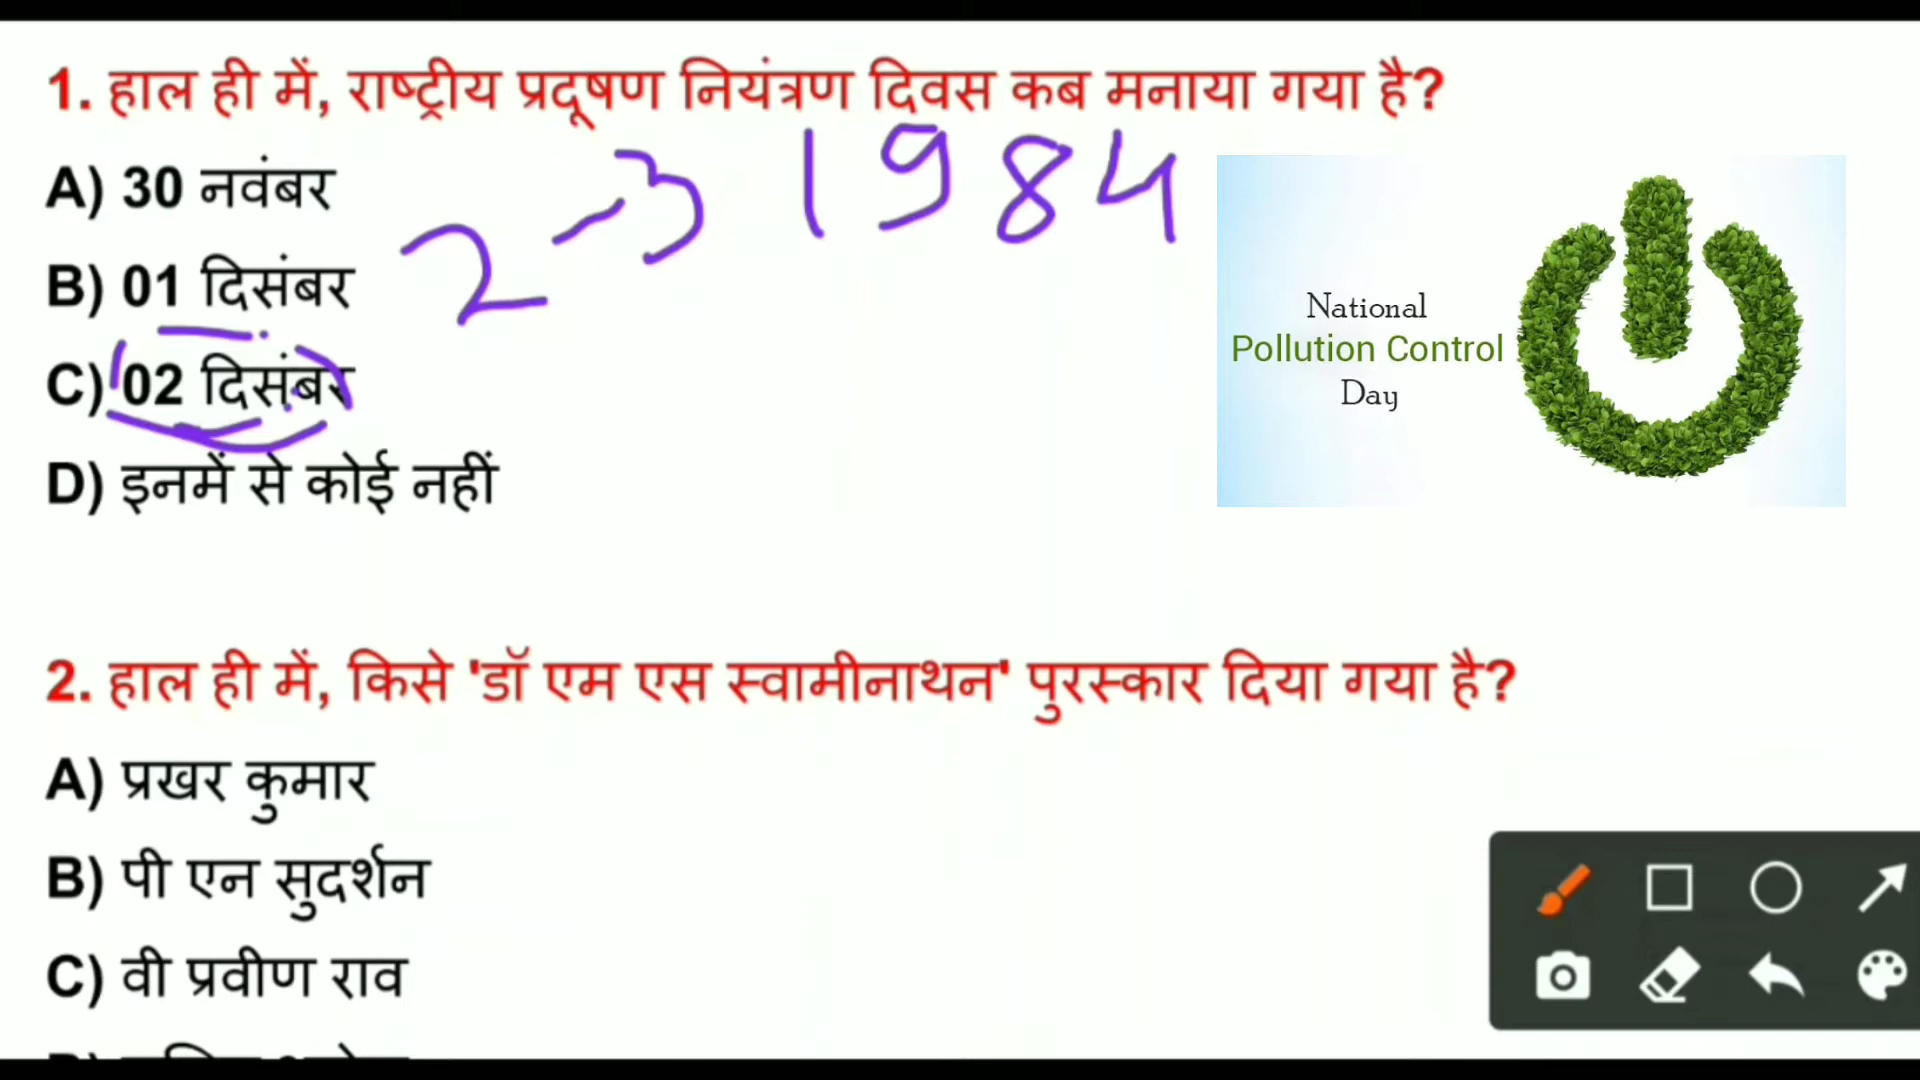 1. हाल ही में, राष्ट्रीय प्रदूषण नियंत्रण दिवस कब मनाया गया है?
A) 30 नवंबर
2-3 1984
B) 01 दिसंबर
C) 02 दिसंबर
D) इनमें से कोई नहीं
National
Pollution Control
Day
2. हाल ही में, किसे 'डॉ एम एस स्वामीनाथन' पुरस्कार दिया गया है?
A) प्रखर कुमार
B) पी एन सुदर्शन
C) वी प्रवीण राव